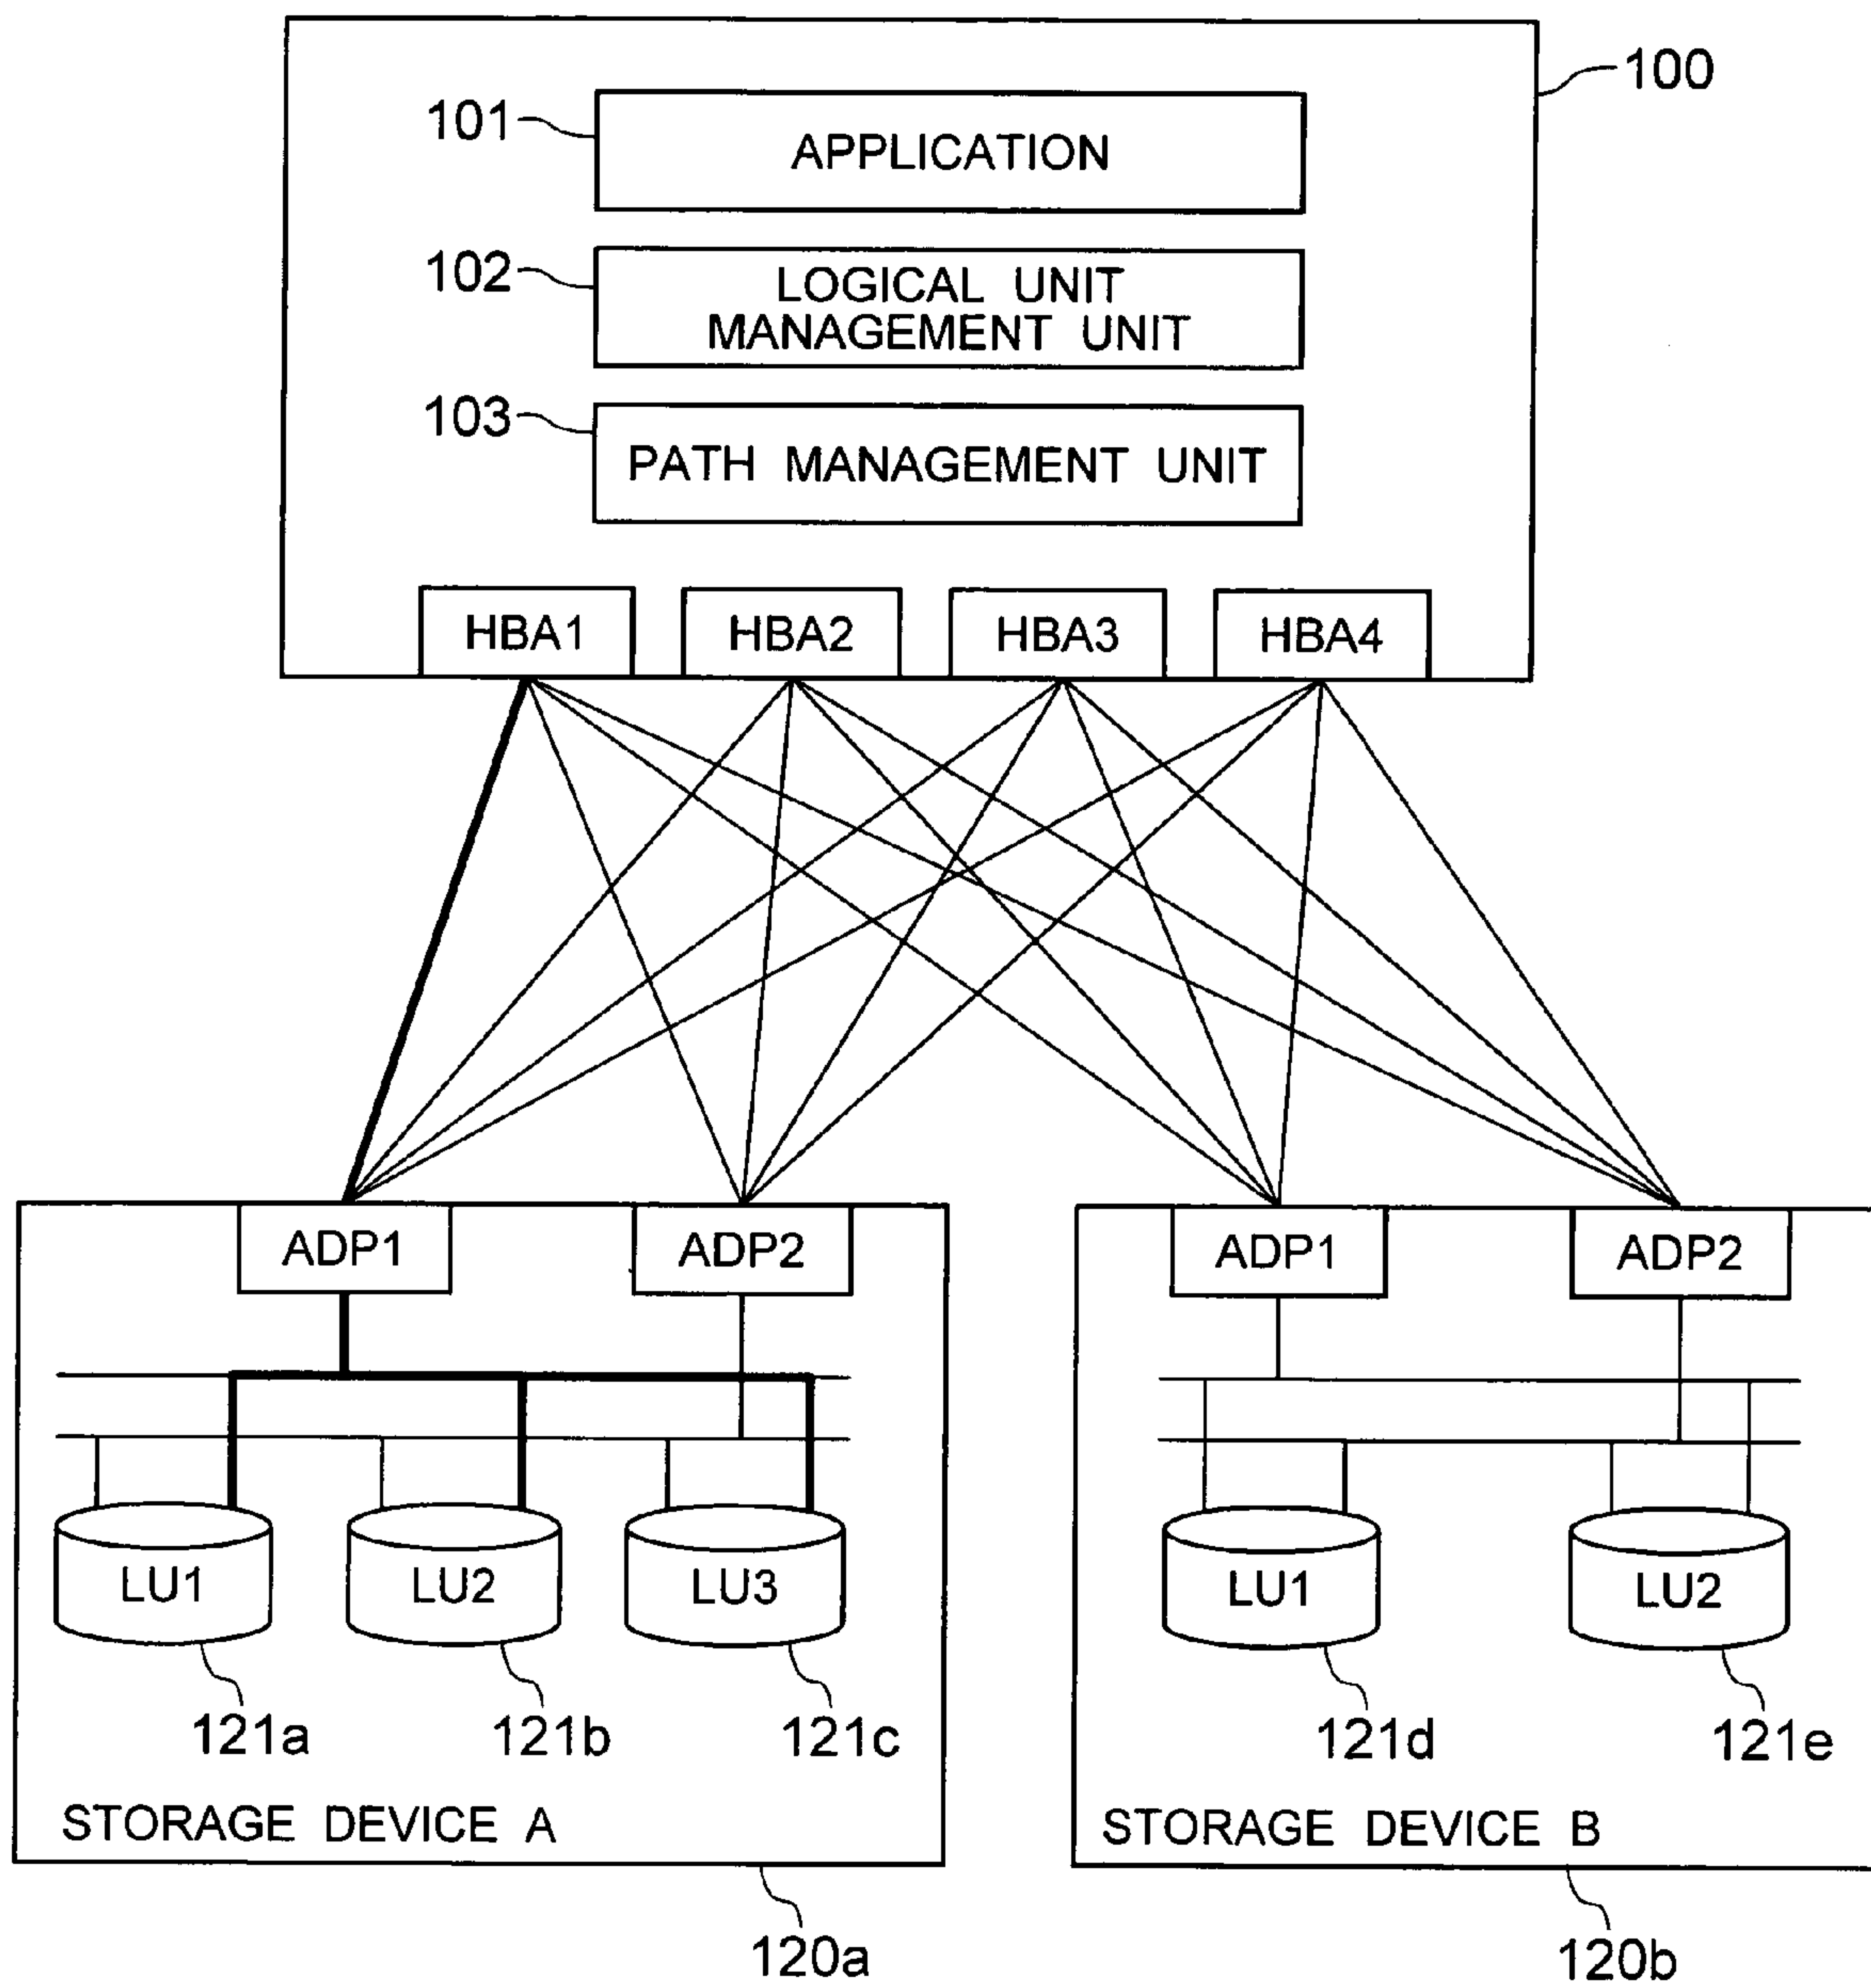 100
101
APPLICATION
102
LOGICAL UNIT
MANAGEMENT UNIT
103
PATH MANAGEMENT UNIT
HBA1
HBA2
HBA3
HBA4
ADP1
ADP2
ADP1
ADP2
LU1
LU2
LU3
LU1
LU2
121a
121b
121c
121d
121e
STORAGE DEVICE A
STORAGE DEVICE B
120a
120b